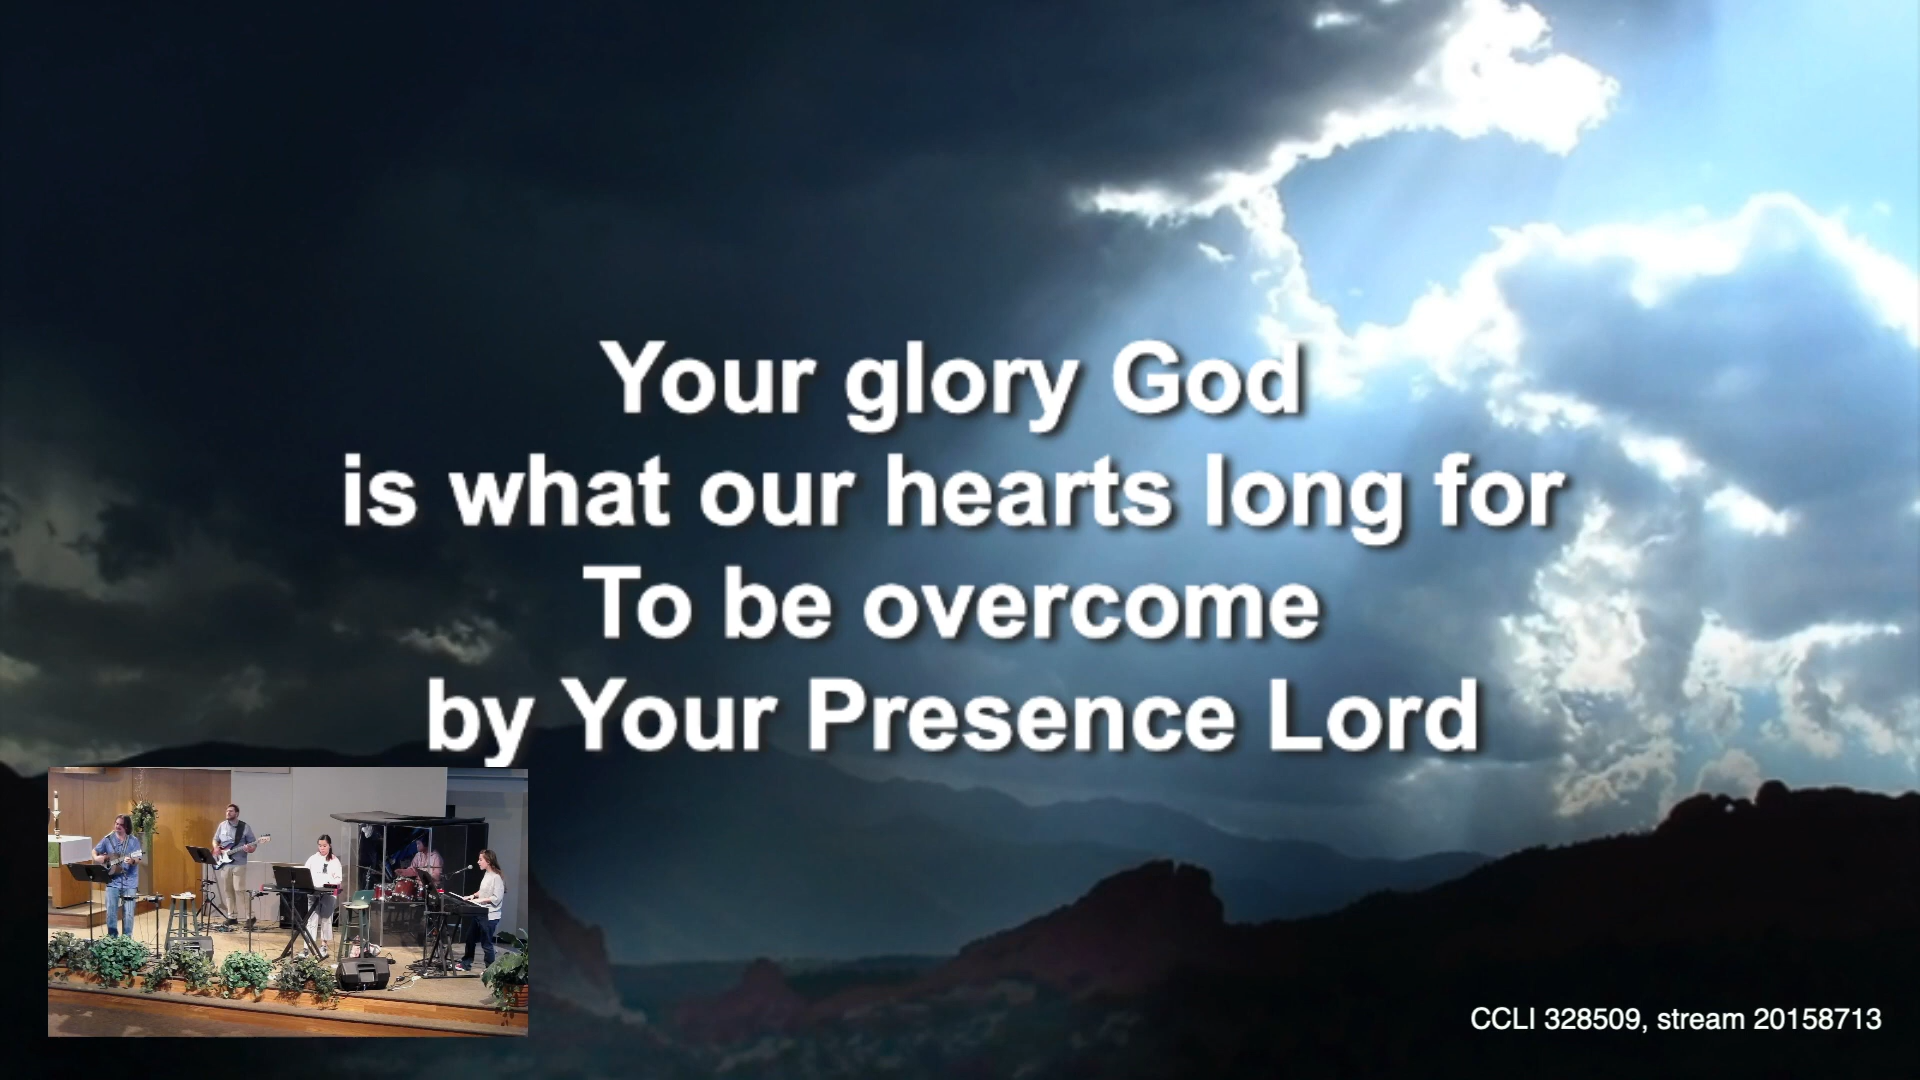 Your glory God
is what our hearts long for
To be overcome
by Your Presence Lord
CCLI 328509, stream 20158713